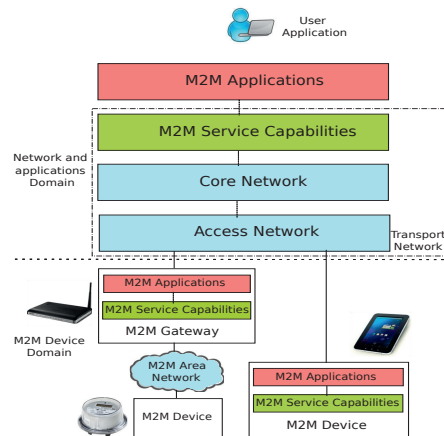 User
Application
M2M Applications
M2M Service Capabilities
Network and
applications
Domain
Core Network
Access Network
Transport
Network
M2M Applications
M2M Service Capabilities
M2M Gateway
M2M Device
Domain
M2M Area
Network
M2M Device
M2M Applications
M2M Service Capabilities
M2M Device